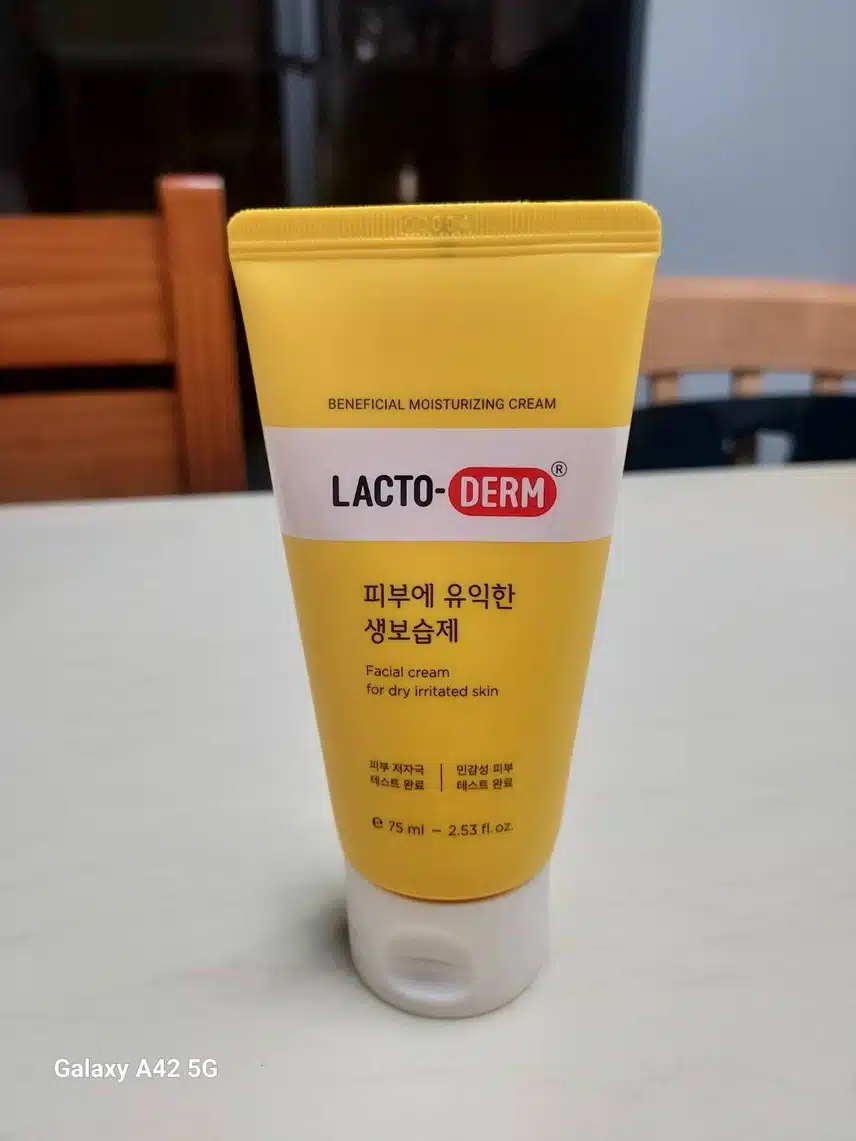 BENEFICIAL MOISTURIZING CREAM
LACTO-DERM®
피부에 유익한
생보습제
Facial cream
for dry irritated skin
피부 저자극
테스트 완료
민감성 피부
테스트 완료
℮ 75 ml – 2.53 fl.oz.
Galaxy A42 5G